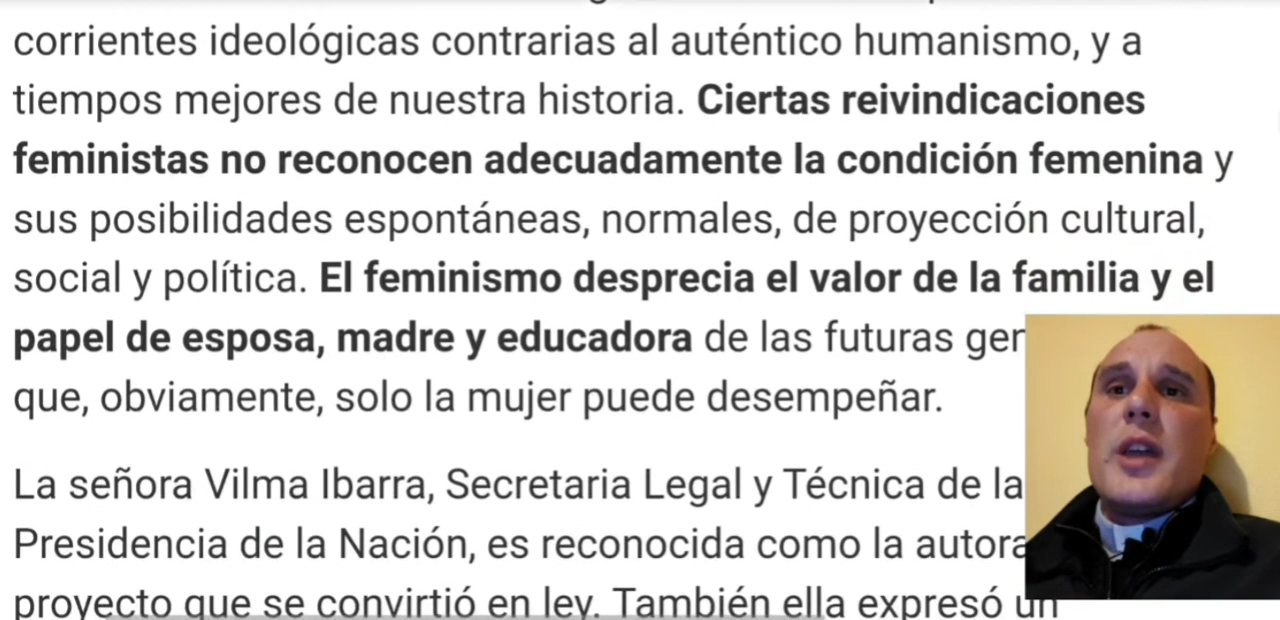 corrientes ideológicas contrarias al auténtico humanismo, y a
tiempos mejores de nuestra historia. Ciertas reivindicaciones
feministas no reconocen adecuadamente la condición femenina y
sus posibilidades espontáneas, normales, de proyección cultural,
social y política. El feminismo desprecia el valor de la familia y el
papel de esposa, madre y educadora de las futuras gen
que, obviamente, solo la mujer puede desempeñar.
La señora Vilma Ibarra, Secretaria Legal y Técnica de la
Presidencia de la Nación, es reconocida como la autora
proyecto que se convirtió en ley. También ella expresó un